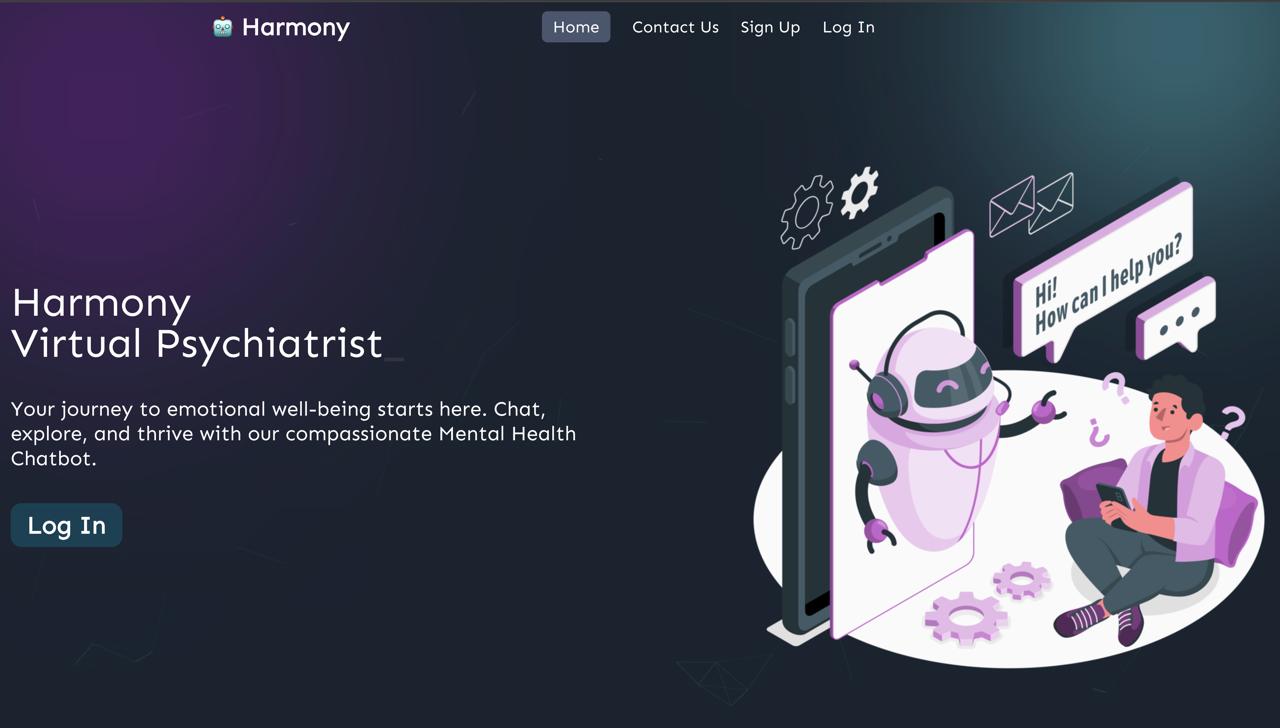 Harmony
Home
Contact Us
Sign Up
Log In
Hi!
How can I help you?
Harmony
Virtual Psychiatrist_
Your journey to emotional well-being starts here. Chat,
explore, and thrive with our compassionate Mental Health
Chatbot.
Log In